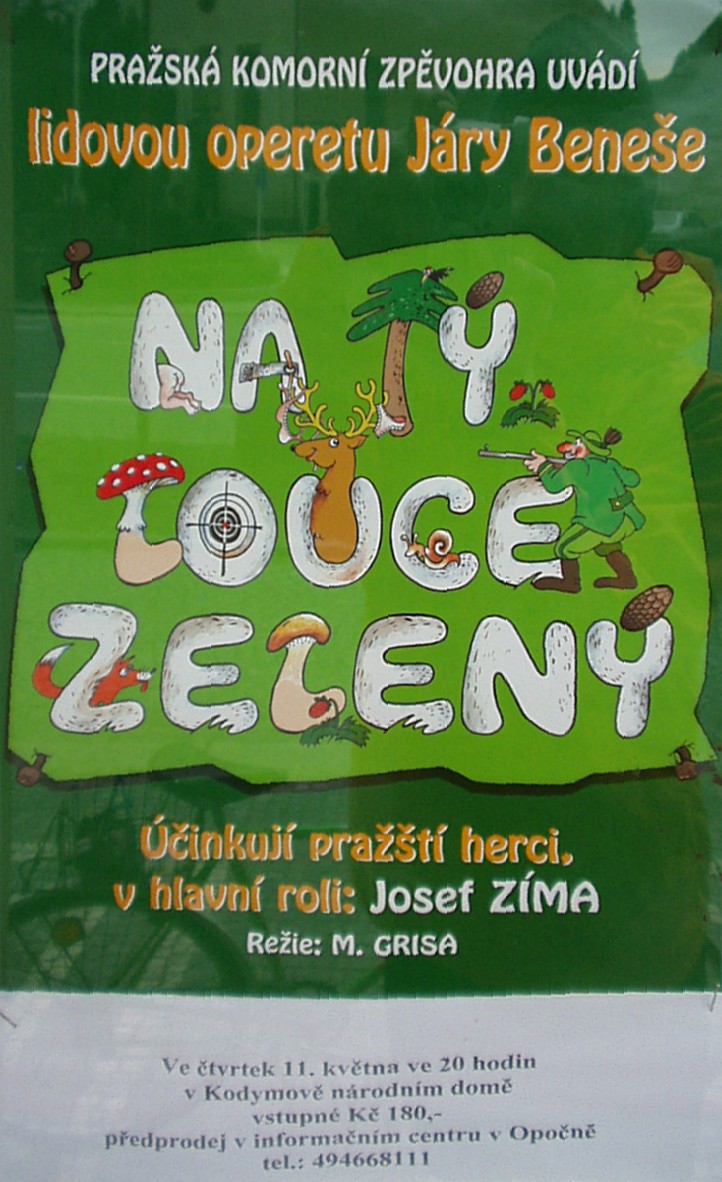 PRAŽSKÁ KOMORNÍ ZPĚVOHRA UVÁDÍ
lidovou operetu Járy Beneše
NA TÝ
LOUCE
ZELENÝ
Účinkují pražští herci,
v hlavní roli: Josef ZÍMA
Režie: M. GRISA
Ve čtvrtek 11. května ve 20 hodin
v Kodymově národním domě
vstupné Kč 180,-
předprodej v informačním centru v Opočně
tel.: 494668111